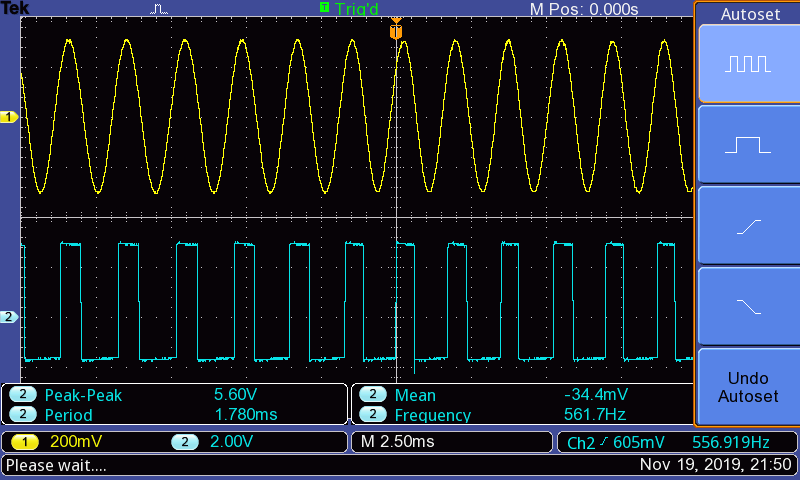 Tek T Trig'd M Pos: 0.000s Autoset
T
1
2
Undo
Autoset
2 Peak-Peak 5.60V 2 Mean -34.4mV
2 Period 1.780ms 2 Frequency 561.7Hz
1 200mV 2 2.00V M 2.50ms Ch2 605mV 556.919Hz
Please wait.... Nov 19, 2019, 21:50